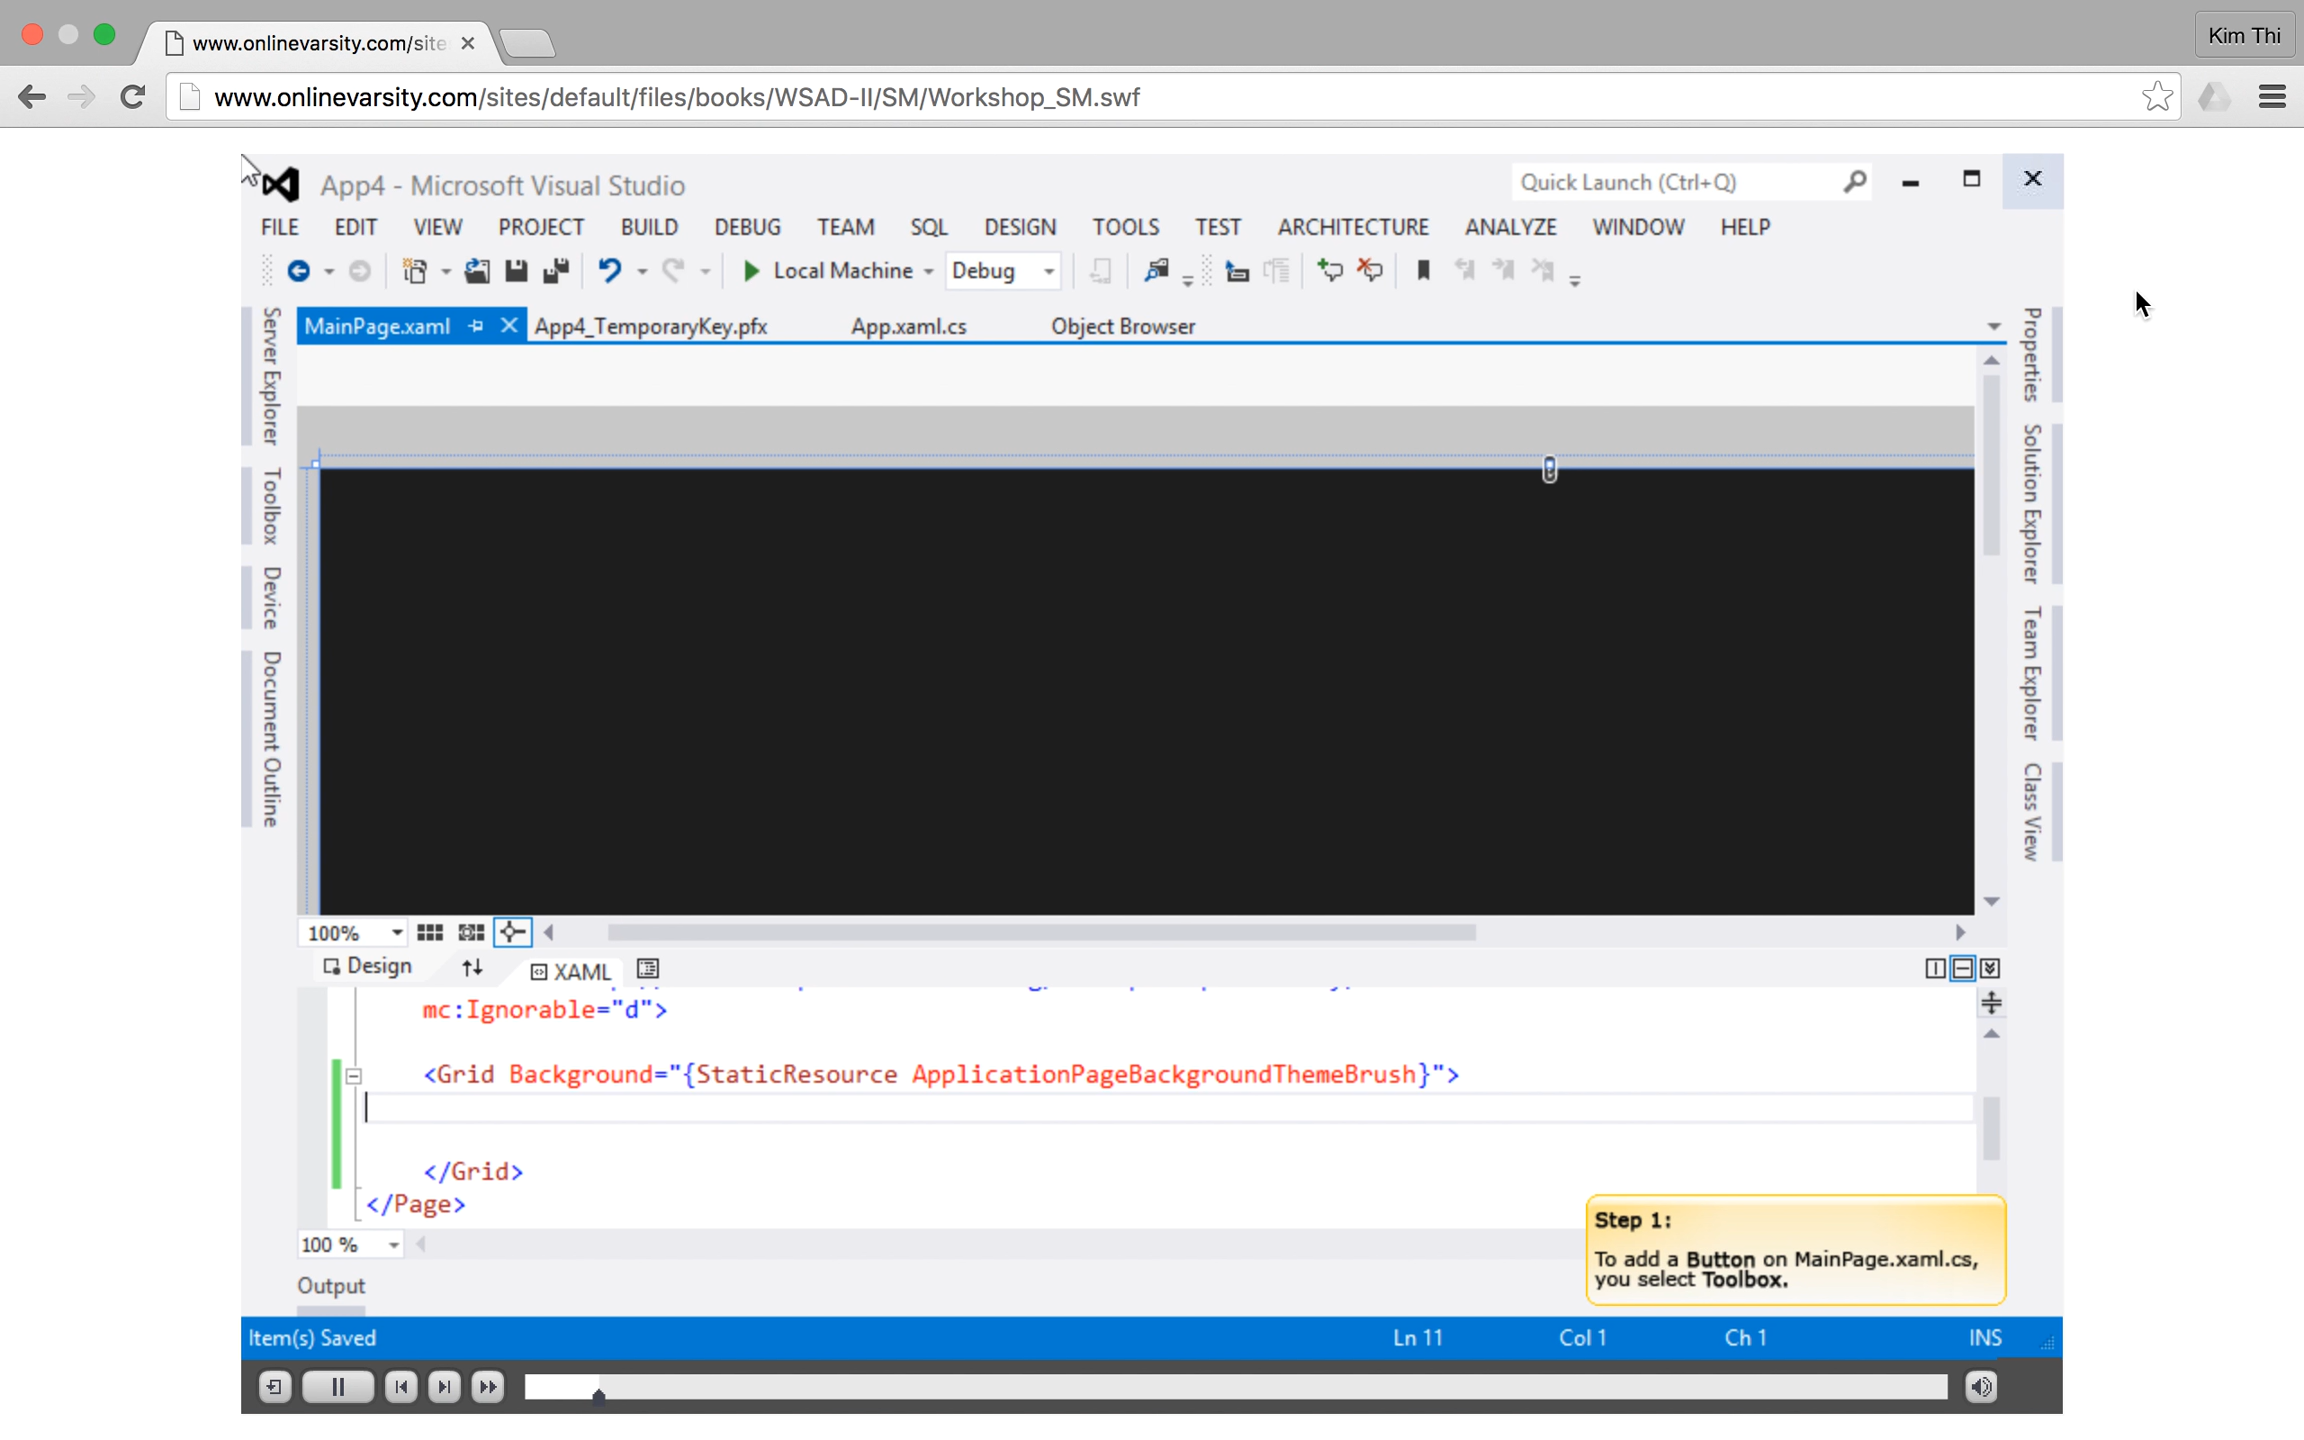 www.onlinevarsity.com/site
Kim Thi
www.onlinevarsity.com/sites/default/files/books/WSAD-II/SM/Workshop_SM.swf
App4 - Microsoft Visual Studio
Quick Launch (Ctrl+Q)
FILE EDIT VIEW PROJECT BUILD DEBUG TEAM SQL DESIGN TOOLS TEST ARCHITECTURE ANALYZE WINDOW HELP
Local Machine Debug
MainPage.xaml App4_TemporaryKey.pfx App.xaml.cs Object Browser
Server Explorer
Toolbox
Device
Document Outline
Properties
Solution Explorer
Team Explorer
Class View
100%
Design XAML
mc:Ignorable="d">
<Grid Background="{StaticResource ApplicationPageBackgroundThemeBrush}">
</Grid>
</Page>
100 %
Output
Step 1:
To add a Button on MainPage.xaml.cs,
you select Toolbox.
Item(s) Saved Ln 11 Col 1 Ch 1 INS